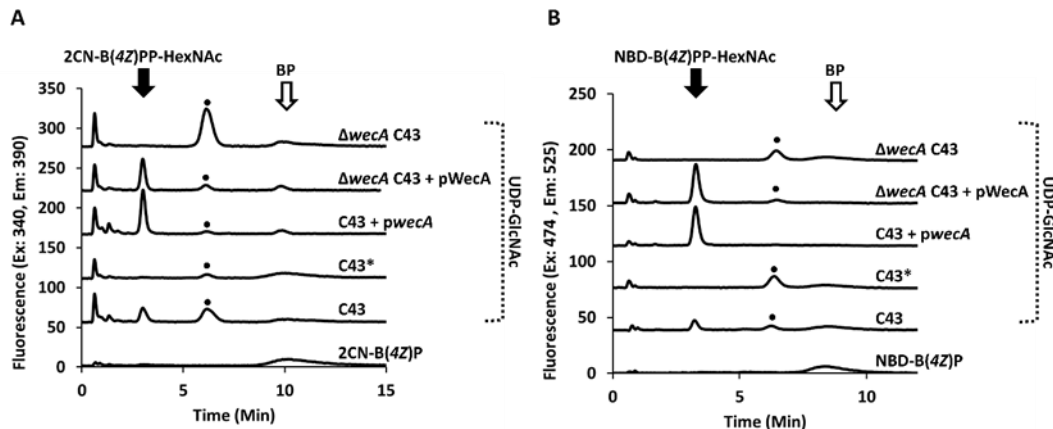 A
2CN-B(4Z)PP-HexNAc
BP
350
300
250
200
150
100
50
0
Fluorescence (Ex: 340, Em: 390)
ΔwecA C43
ΔwecA C43 + pWecA
C43 + pwecA
C43*
C43
2CN-B(4Z)P
UDP-GlcNAc
0 5 10 15
Time (Min)
B
NBD-B(4Z)PP-HexNAc
BP
250
200
150
100
50
0
Fluorescence (Ex: 474 , Em: 525)
ΔwecA C43
ΔwecA C43 + pWecA
C43 + pwecA
C43*
C43
NBD-B(4Z)P
UDP-GlcNAc
0 5 10
Time (Min)